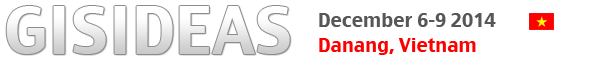 GISIDEAS
December 6-9 2014
Danang, Vietnam